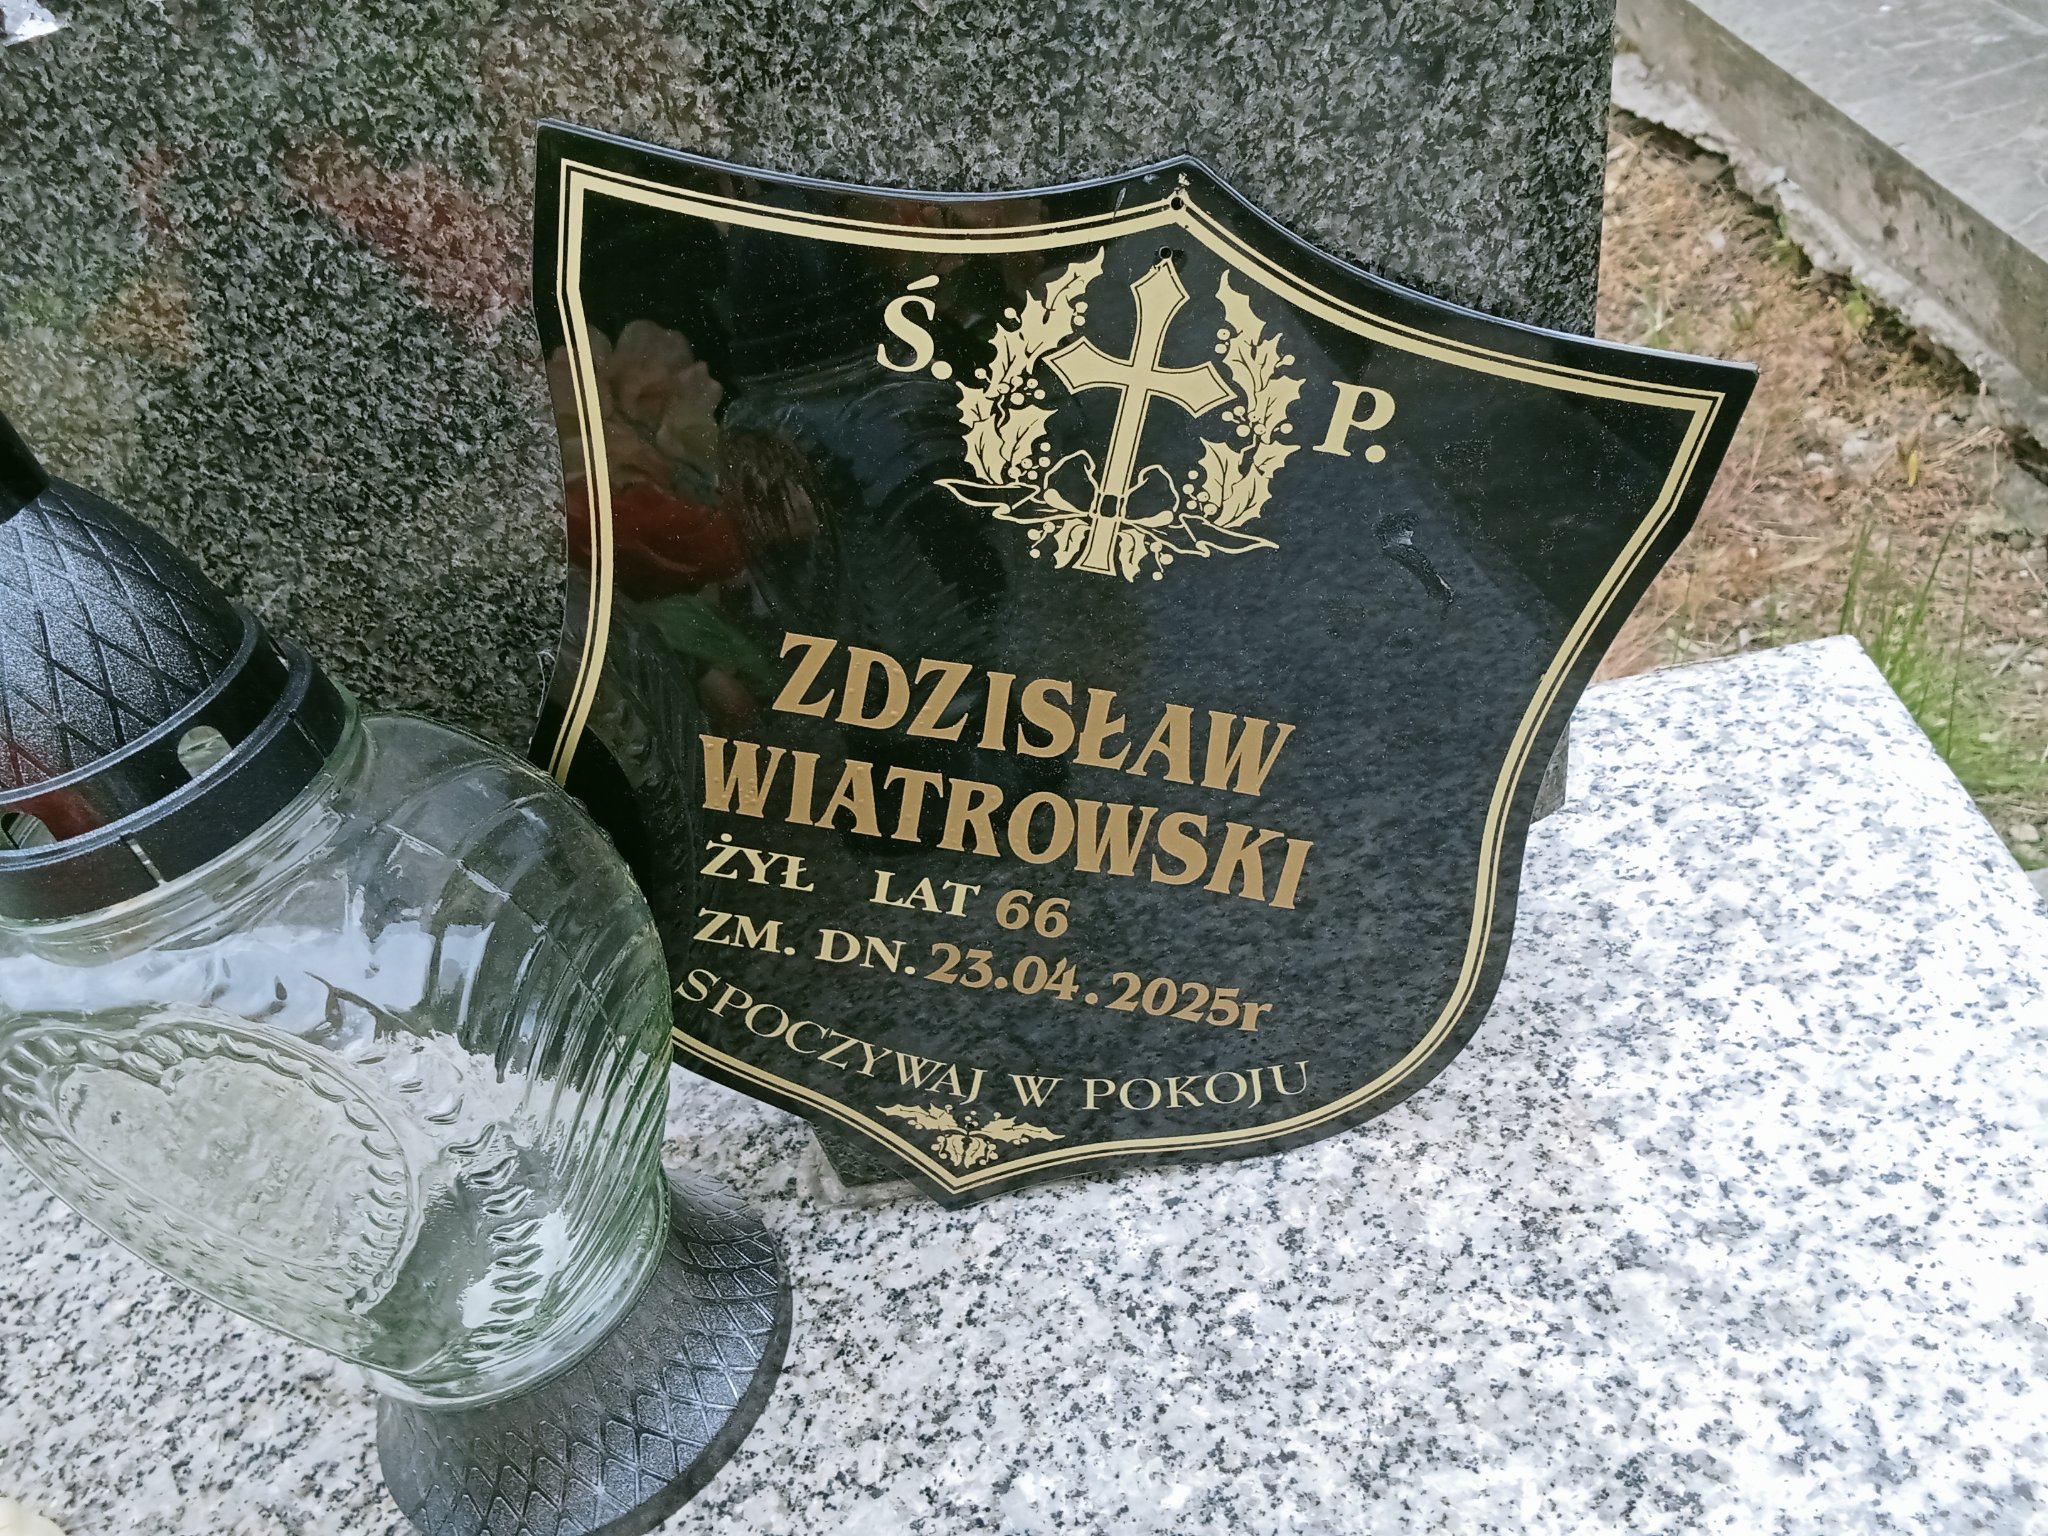 Ś. P.
ZDZISŁAW
WIATROWSKI
ŻYŁ LAT 66
ZM. DN. 23.04.2025r
SPOCZYWAJ W POKOJU